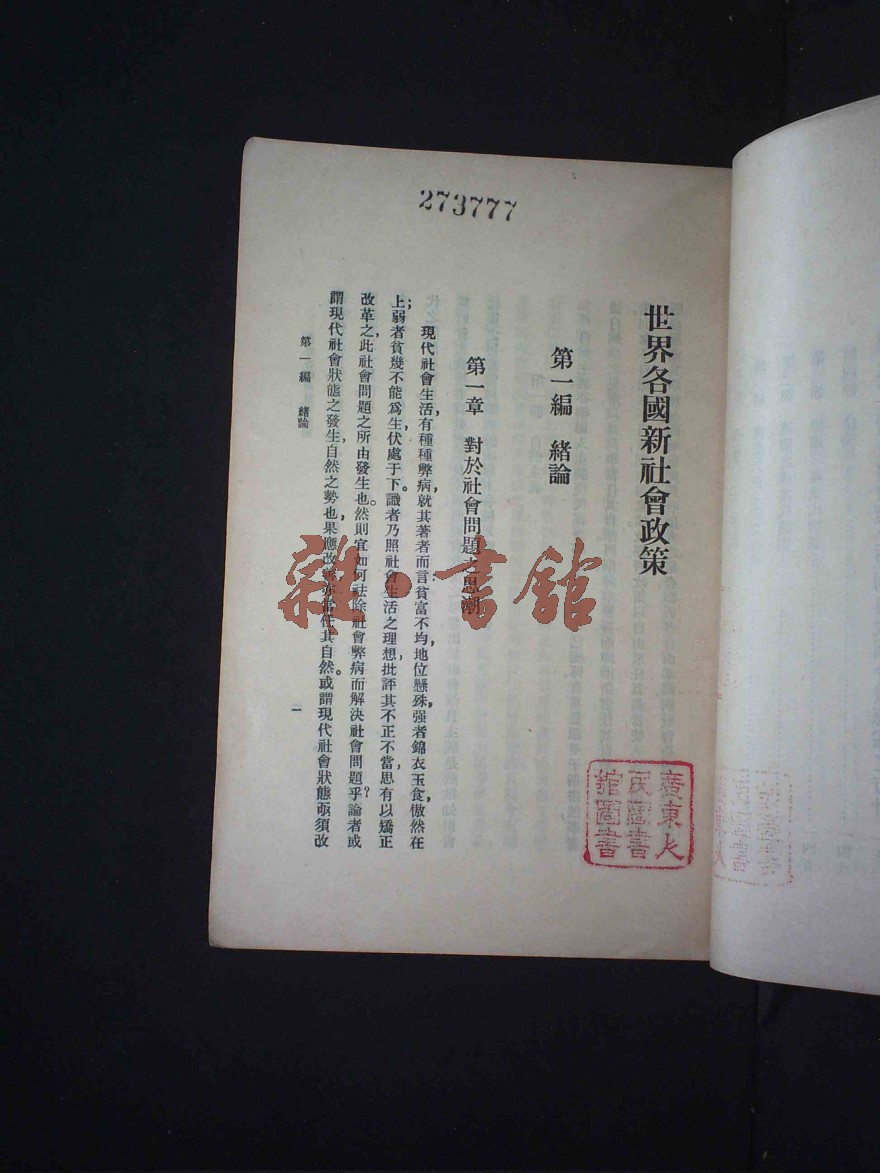 273777
世界各國新社會政策
第一編　緒論
第一章　對於社會問題之思潮
現代社會生活有種種弊病，就其著者而言貧富不均，地位懸殊，强者錦衣玉食，傲然在
上；弱者貧幾不能爲生伏處于下。識者乃照社會生活之理想，批評其不正不當，思有以矯正
改革之，此社會問題之所由發生也。然則宜如何祛除社會弊病而解決社會問題乎？論者或
謂現代社會狀態之發生，自然之勢也，果應改 亦當任其自然。或謂現代社會狀態亟須改
第一編　緒論
一
雜·書館
廣東人
民圖書
館圖書